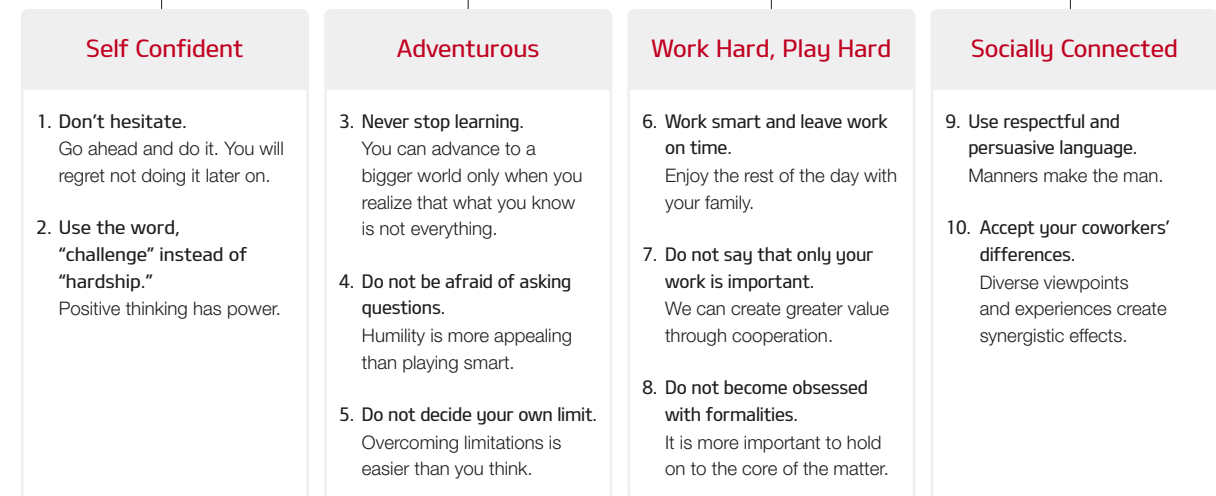 Self Confident
1. Don't hesitate.
Go ahead and do it. You will
regret not doing it later on.
2. Use the word,
“challenge” instead of
“hardship.”
Positive thinking has power.
Adventurous
3. Never stop learning.
You can advance to a
bigger world only when you
realize that what you know
is not everything.
4. Do not be afraid of asking
questions.
Humility is more appealing
than playing smart.
5. Do not decide your own limit.
Overcoming limitations is
easier than you think.
Work Hard, Play Hard
6. Work smart and leave work
on time.
Enjoy the rest of the day with
your family.
7. Do not say that only your
work is important.
We can create greater value
through cooperation.
8. Do not become obsessed
with formalities.
It is more important to hold
on to the core of the matter.
Socially Connected
9. Use respectful and
persuasive language.
Manners make the man.
10. Accept your coworkers’
differences.
Diverse viewpoints
and experiences create
synergistic effects.